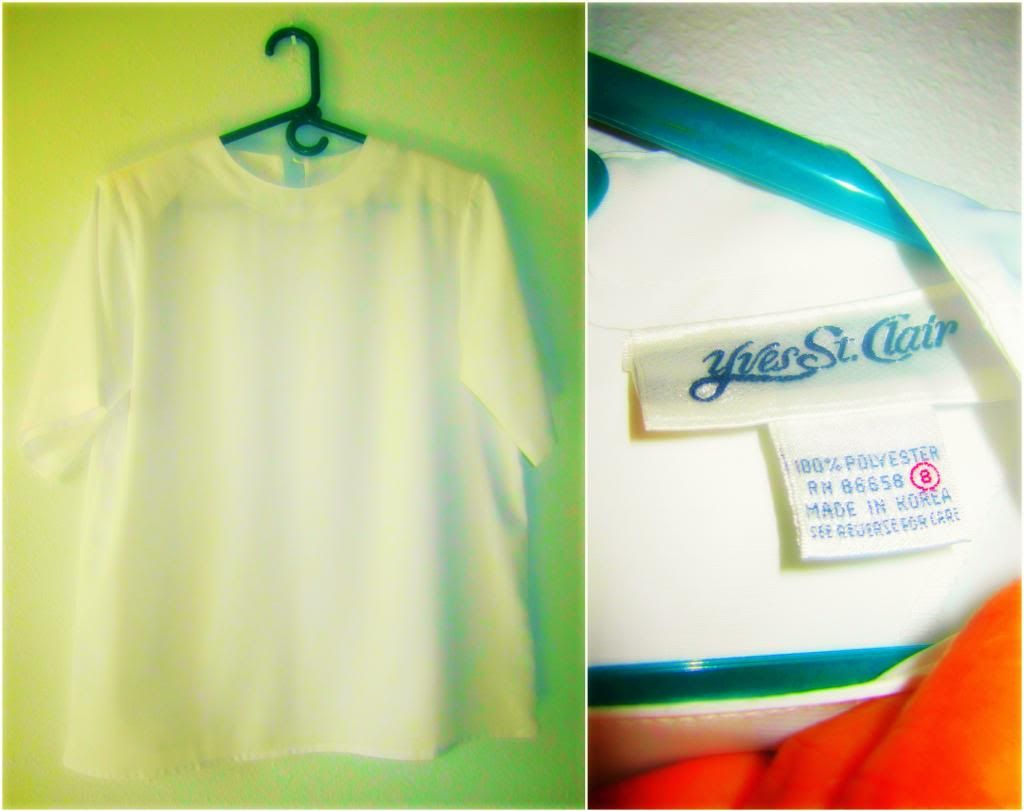 Yves St. Clair
100% POLYESTER
RN 86658 8
MADE IN KOREA
SEE REVERSE FOR CARE